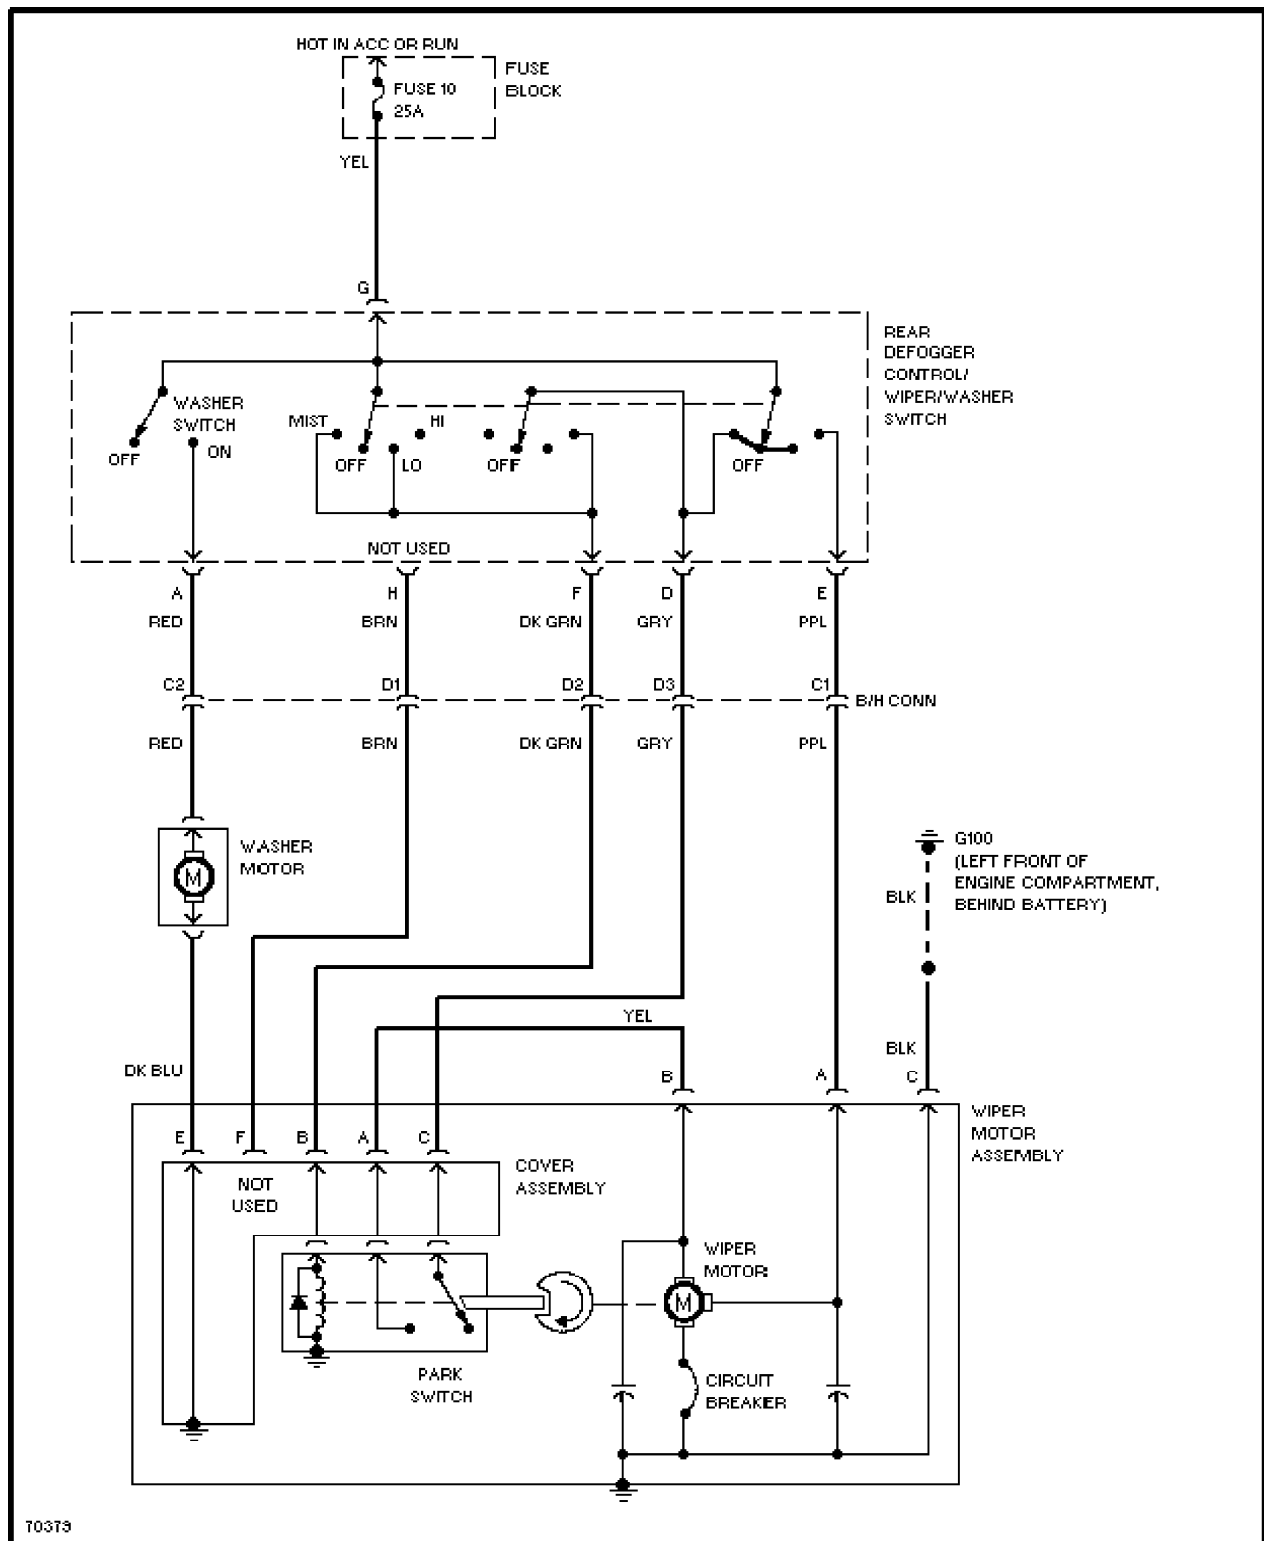 HOT IN ACC OR RUN
FUSE
BLOCK
FUSE 10
25A
YEL
G
REAR
DEFOGGER
CONTROL/
WIPER/WASHER
SWITCH
WASHER
SWITCH
OFF
ON
MIST
HI
OFF
LO
OFF
OFF
NOT USED
A
H
F
D
E
RED
BRN
DK GRN
GRY
PPL
C2
D1
D2
D3
C1
B/H CONN
RED
BRN
DK GRN
GRY
PPL
WASHER
MOTOR
M
G100
(LEFT FRONT OF
ENGINE COMPARTMENT,
BEHIND BATTERY)
BLK
YEL
DK BLU
BLK
B
A
C
WIPER
MOTOR
ASSEMBLY
E
F
B
A
C
COVER
ASSEMBLY
NOT
USED
WIPER
MOTOR
M
PARK
SWITCH
CIRCUIT
BREAKER
70379